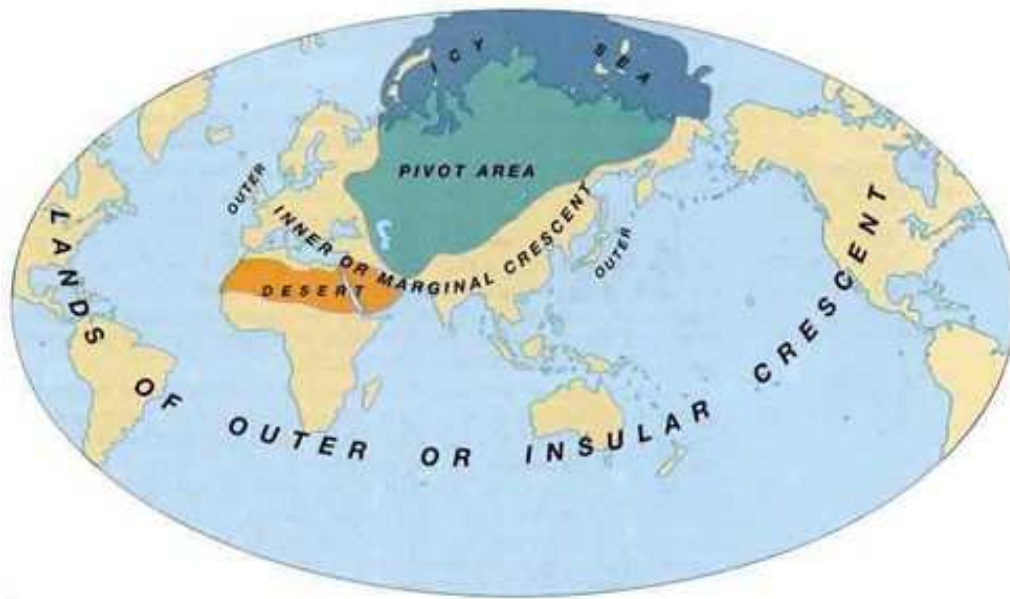 ICY SEA
PIVOT AREA
OUTER
INNER OR MARGINAL CRESCENT
OUTER
DESERT
LANDS OF OUTER OR INSULAR CRESCENT